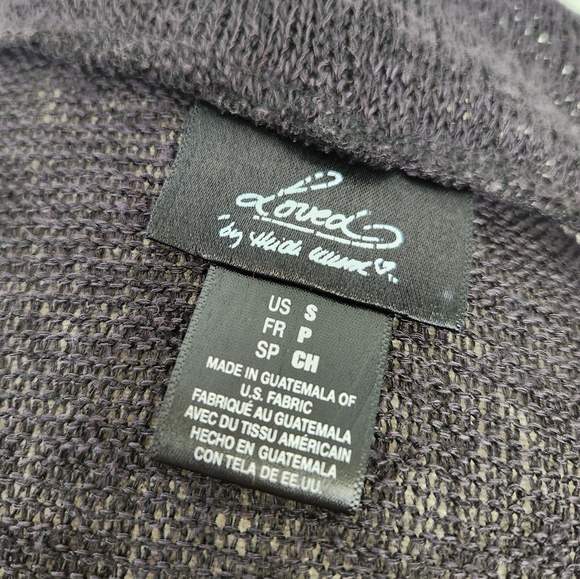 Loved
by Heidi Weisel
US S
FR P
SP CH
MADE IN GUATEMALA OF
U.S. FABRIC
FABRIQUÉ AU GUATEMALA
AVEC DU TISSU AMÉRICAIN
HECHO EN GUATEMALA
CON TELA DE EE.UU.